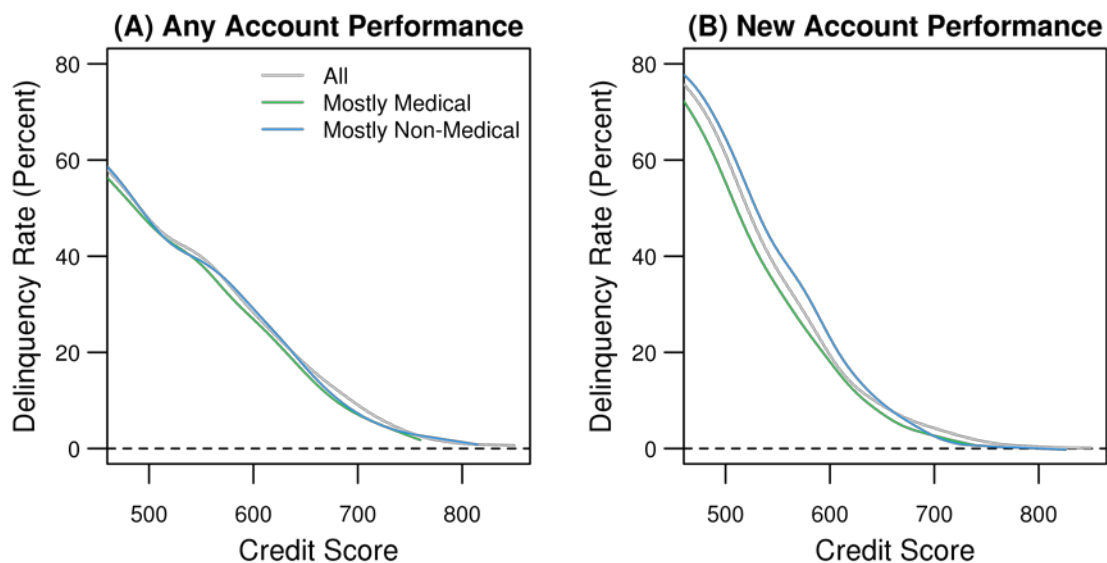 (A) Any Account Performance
Delinquency Rate (Percent)
80
60
40
20
0
All
Mostly Medical
Mostly Non-Medical
500 600 700 800
Credit Score
(B) New Account Performance
Delinquency Rate (Percent)
80
60
40
20
0
500 600 700 800
Credit Score